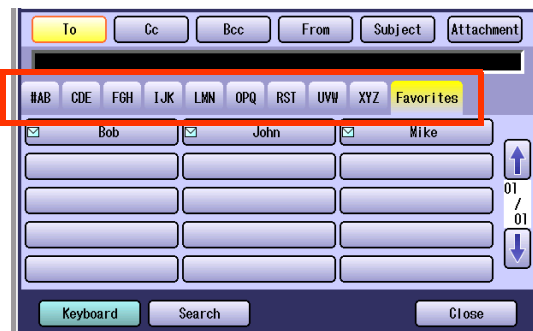 To Cc Bcc From Subject Attachment
#AB CDE FGH IJK LMN OPQ RST UVW XYZ Favorites
Bob John Mike
01
/
01
Keyboard Search Close